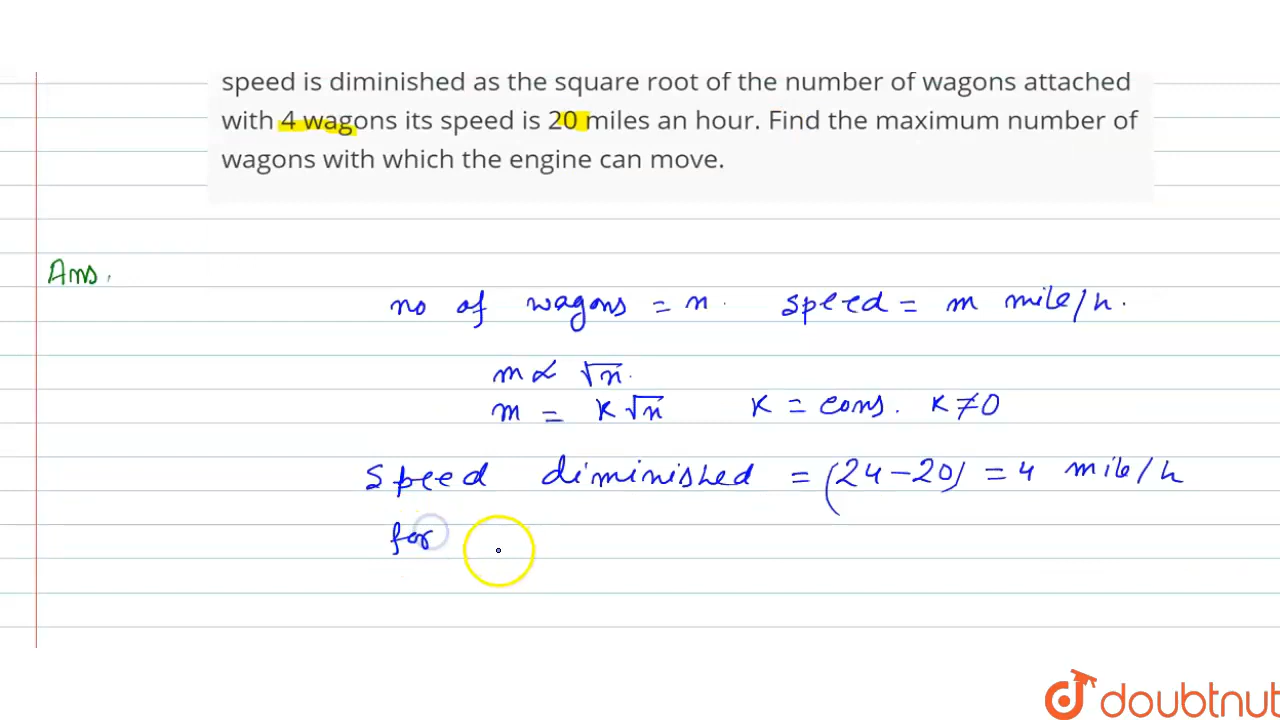 speed is diminished as the square root of the number of wagons attached
with 4 wagons its speed is 20 miles an hour. Find the maximum number of
wagons with which the engine can move.
Ans.
no of wagons = n. speed = m mile/h.
m ∝ √n.
m = k√n K = cons. K≠0
Speed diminished = (24-20) = 4 mile/h
for
doubtnut